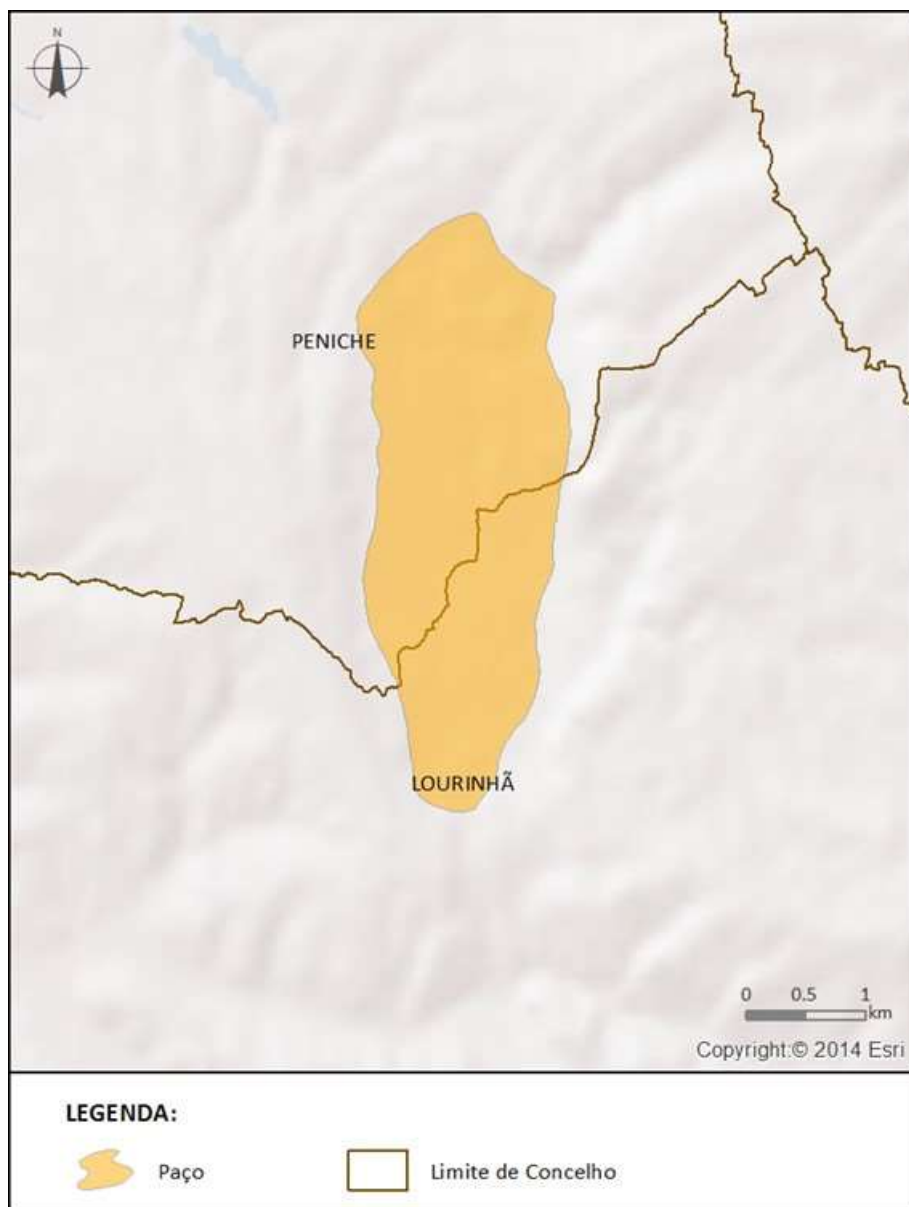 N
PENICHE
LOURINHÃ
0 0.5 1
km
Copyright:© 2014 Esri
LEGENDA:
Paço
Limite de Concelho